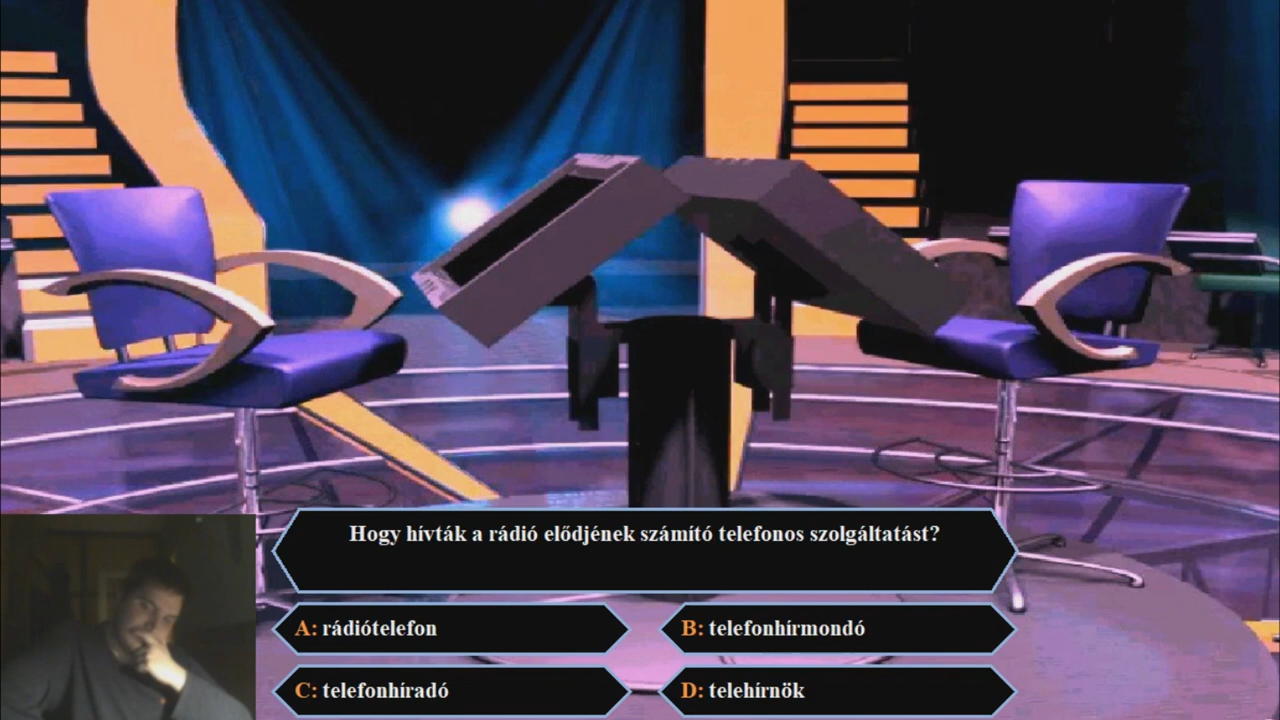 Hogy hívták a rádió elődjének számító telefonos szolgáltatást?
A: rádiótelefon
B: telefonhírmondó
C: telefonhíradó
D: telehírnök